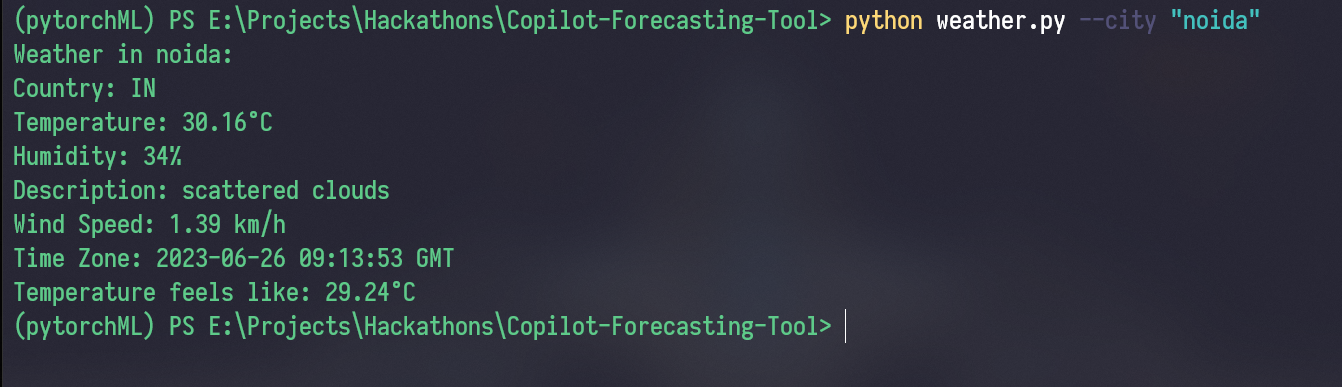 (pytorchML) PS E:\Projects\Hackathons\Copilot-Forecasting-Tool> python weather.py --city "noida"
Weather in noida:
Country: IN
Temperature: 30.16°C
Humidity: 34%
Description: scattered clouds
Wind Speed: 1.39 km/h
Time Zone: 2023-06-26 09:13:53 GMT
Temperature feels like: 29.24°C
(pytorchML) PS E:\Projects\Hackathons\Copilot-Forecasting-Tool>